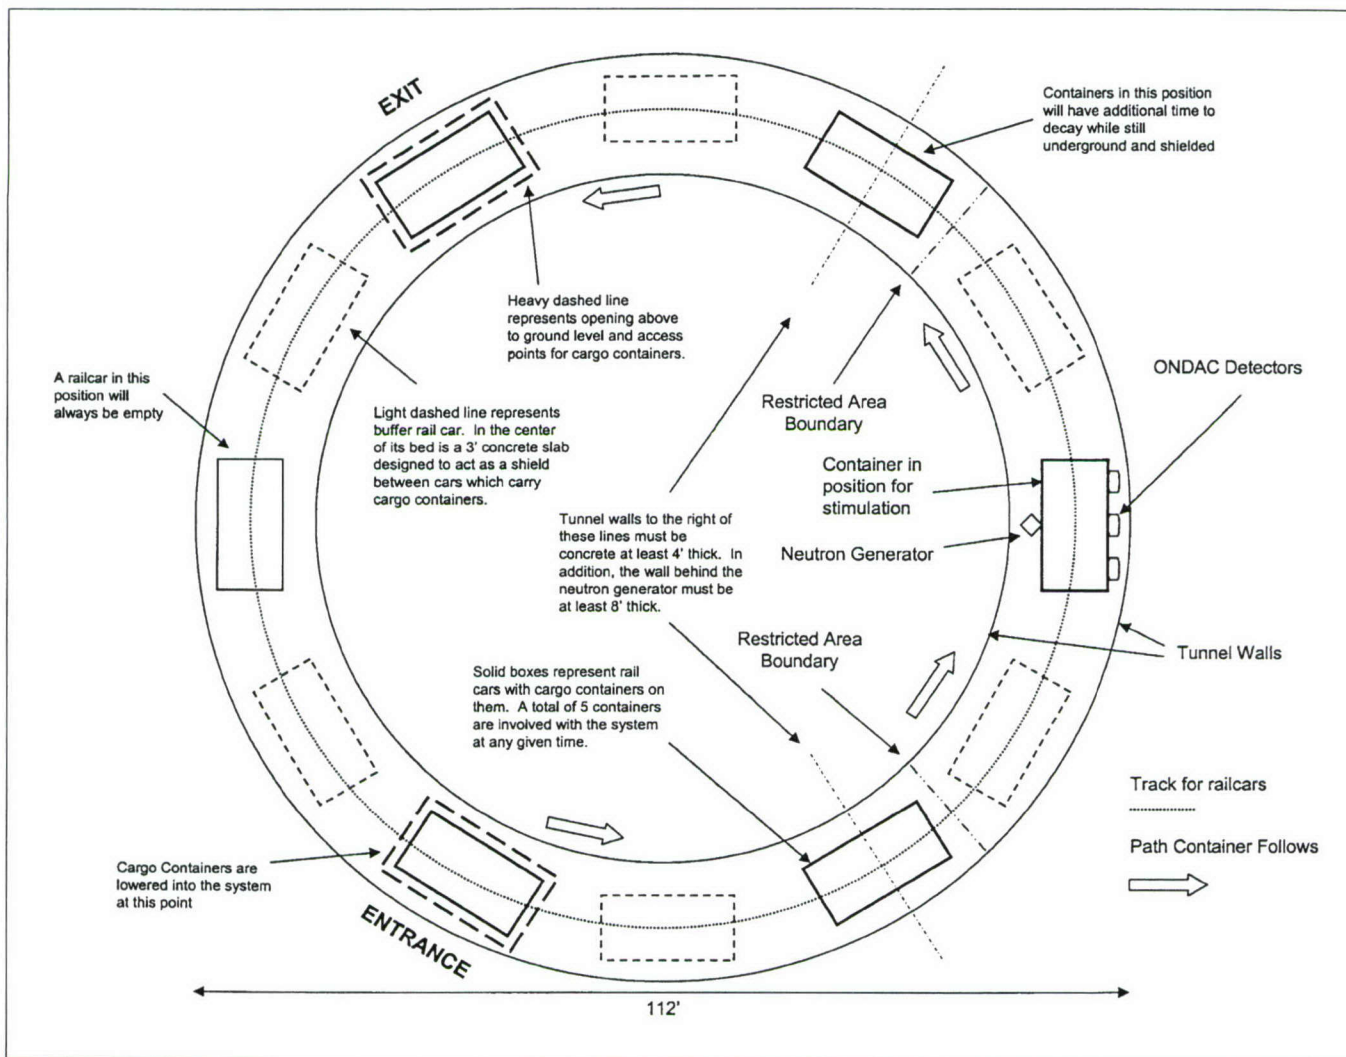 EXIT
Containers in this position
will have additional time to
decay while still
underground and shielded
Heavy dashed line
represents opening above
to ground level and access
points for cargo containers.
A railcar in this
position will
always be empty
Light dashed line represents
buffer rail car. In the center
of its bed is a 3' concrete slab
designed to act as a shield
between cars which carry
cargo containers.
Restricted Area
Boundary
ONDAC Detectors
Container in
position for
stimulation
Neutron Generator
Tunnel walls to the right of
these lines must be
concrete at least 4' thick. In
addition, the wall behind the
neutron generator must be
at least 8' thick.
Restricted Area
Boundary
Tunnel Walls
Solid boxes represent rail
cars with cargo containers on
them. A total of 5 containers
are involved with the system
at any given time.
Track for railcars
Path Container Follows
Cargo Containers are
lowered into the system
at this point
ENTRANCE
112'